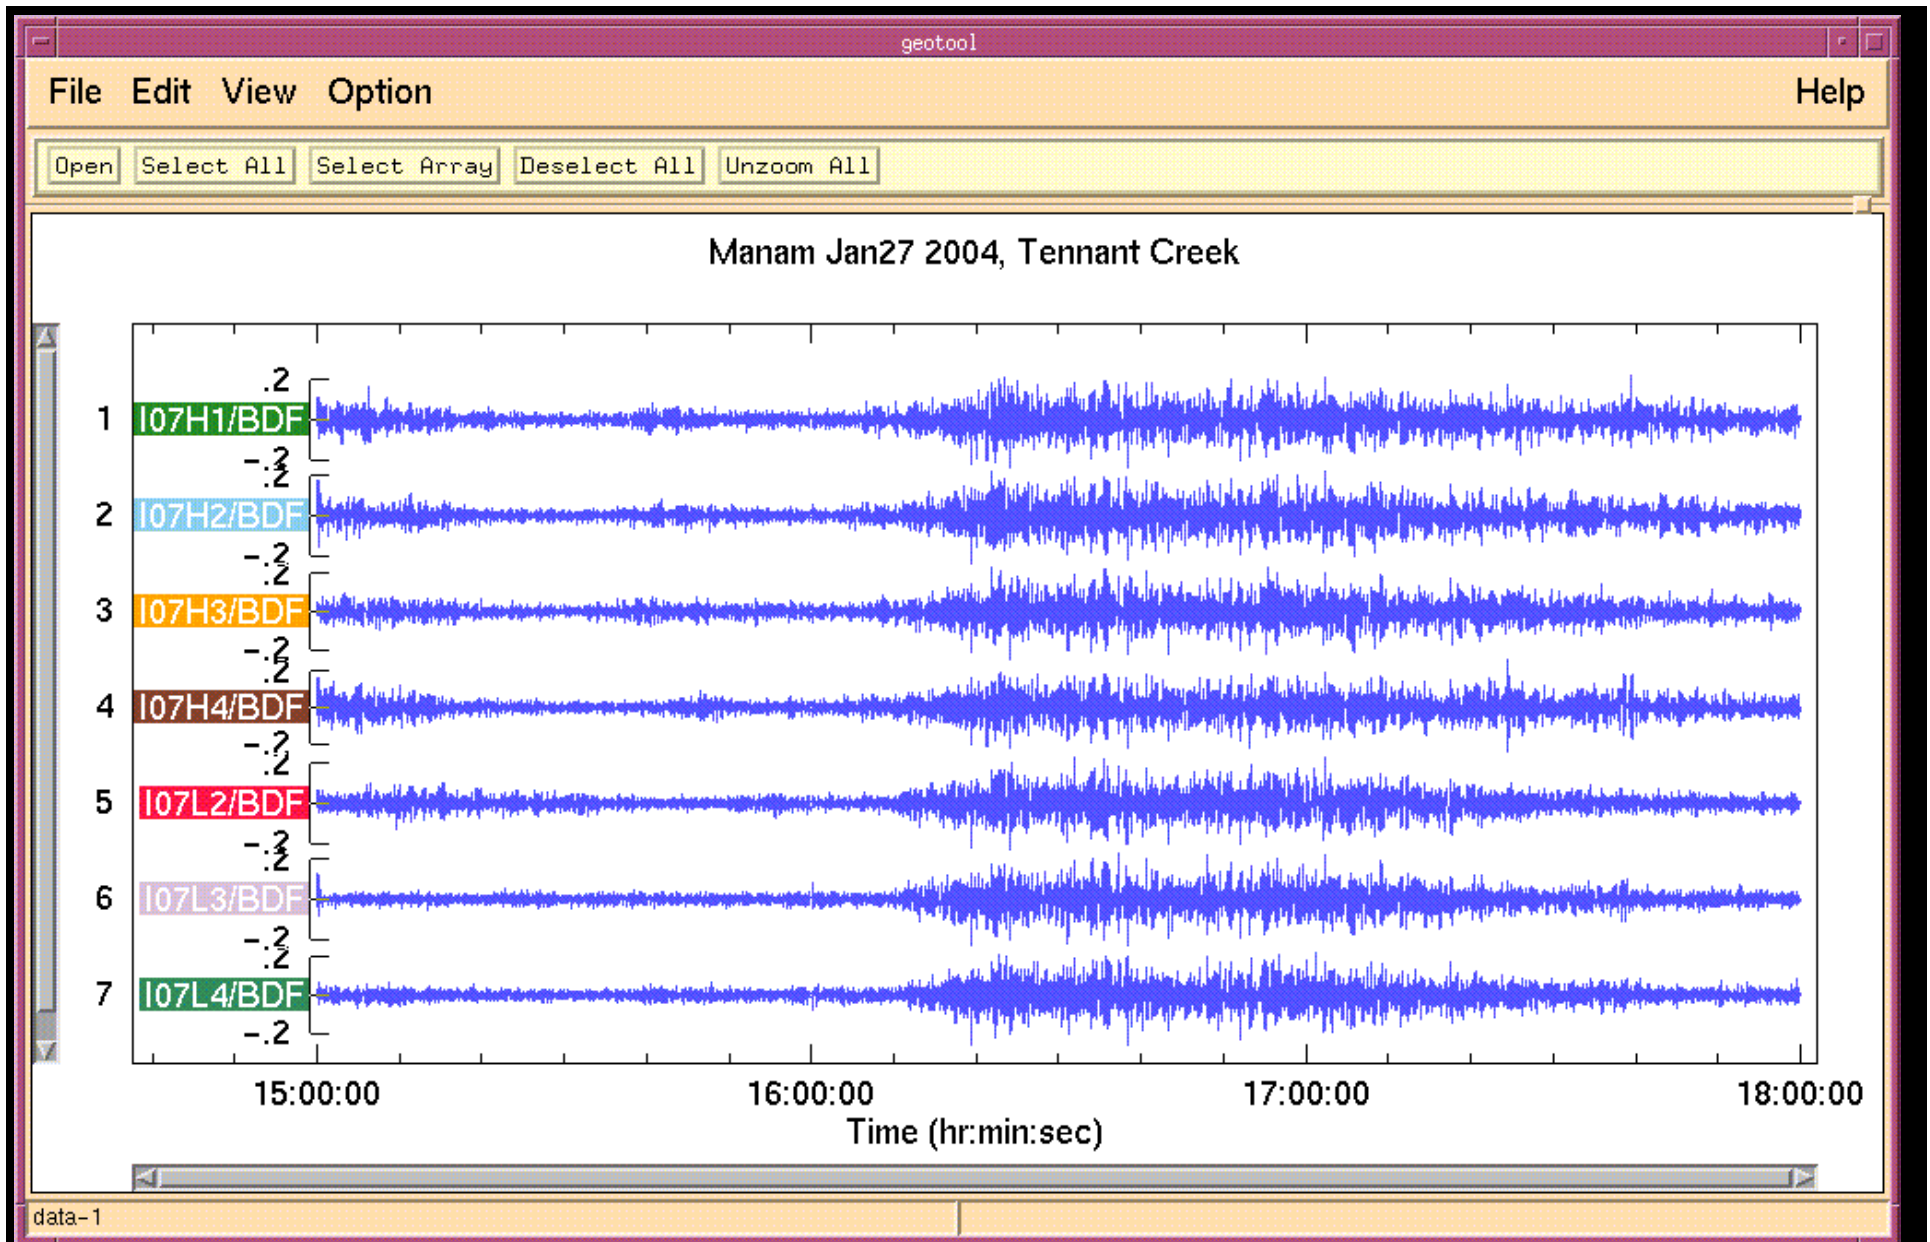 geotool
File Edit View Option Help
Open Select All Select Array Deselect All Unzoom All
Manam Jan27 2004, Tennant Creek
.2
1 I07H1/BDF
-.2
.2
2 I07H2/BDF
-.2
.2
3 I07H3/BDF
-.2
.2
4 I07H4/BDF
-.2
.2
5 I07L2/BDF
-.2
.2
6 I07L3/BDF
-.2
.2
7 I07L4/BDF
-.2
15:00:00 16:00:00 17:00:00 18:00:00
Time (hr:min:sec)
data-1